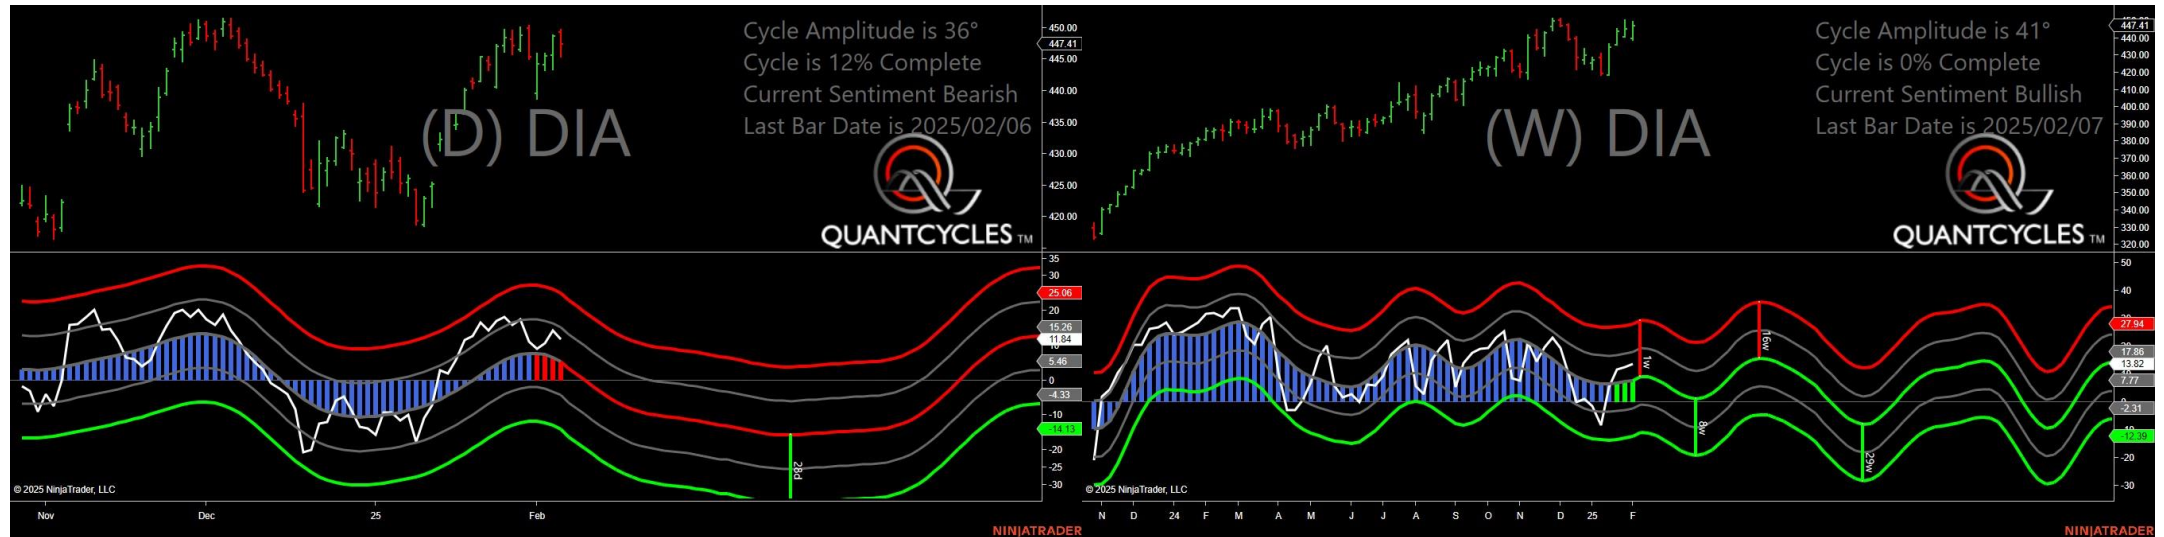 Cycle Amplitude is 36°
Cycle is 12% Complete
Current Sentiment Bearish
Last Bar Date is 2025/02/06
(D) DIA
QUANTCYCLES TM
450.00
447.41
445.00
440.00
435.00
430.00
425.00
420.00
35
30
25.06
20
15.26
11.84
10
5.46
0
-4.33
-10
-14.13
-20
-25
-30
28d
© 2025 NinjaTrader, LLC
Nov Dec 25 Feb
NINJATRADER
Cycle Amplitude is 41°
Cycle is 0% Complete
Current Sentiment Bullish
Last Bar Date is 2025/02/07
(W) DIA
QUANTCYCLES TM
447.41
440.00
430.00
420.00
410.00
400.00
390.00
380.00
370.00
360.00
350.00
340.00
330.00
320.00
50
40
27.94
17.86
13.82
7.77
-2.31
-12.39
-20
-30
1w
16w
8w
29w
© 2025 NinjaTrader, LLC
N D 24 F M A M J J A S O N D 25 F
NINJATRADER